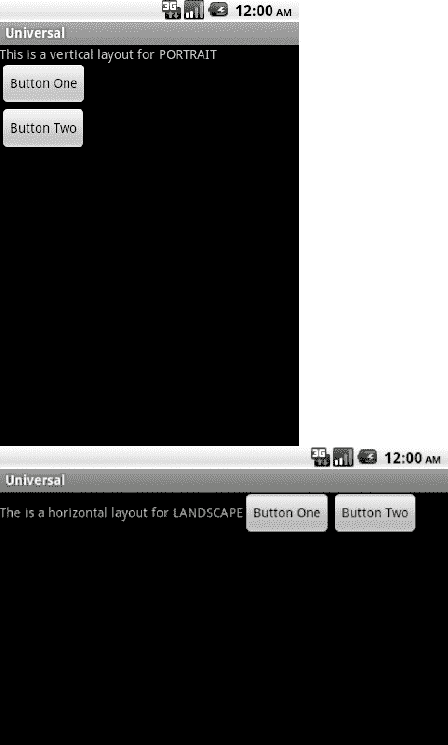 3G 12:00 AM
Universal
This is a vertical layout for PORTRAIT
Button One
Button Two
3G 12:00 AM
Universal
The is a horizontal layout for LANDSCAPE Button One Button Two